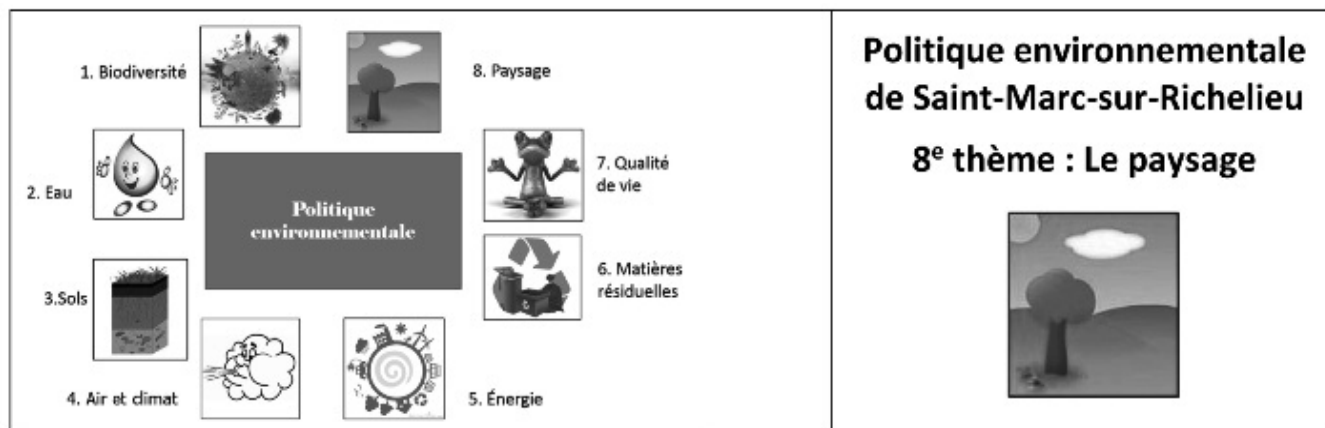 1. Biodiversité
8. Paysage
2. Eau
7. Qualité
de vie
Politique
environnementale
3.Sols
6. Matières
résiduelles
4. Air et climat
5. Énergie
Politique environnementale
de Saint-Marc-sur-Richelieu
8e thème : Le paysage